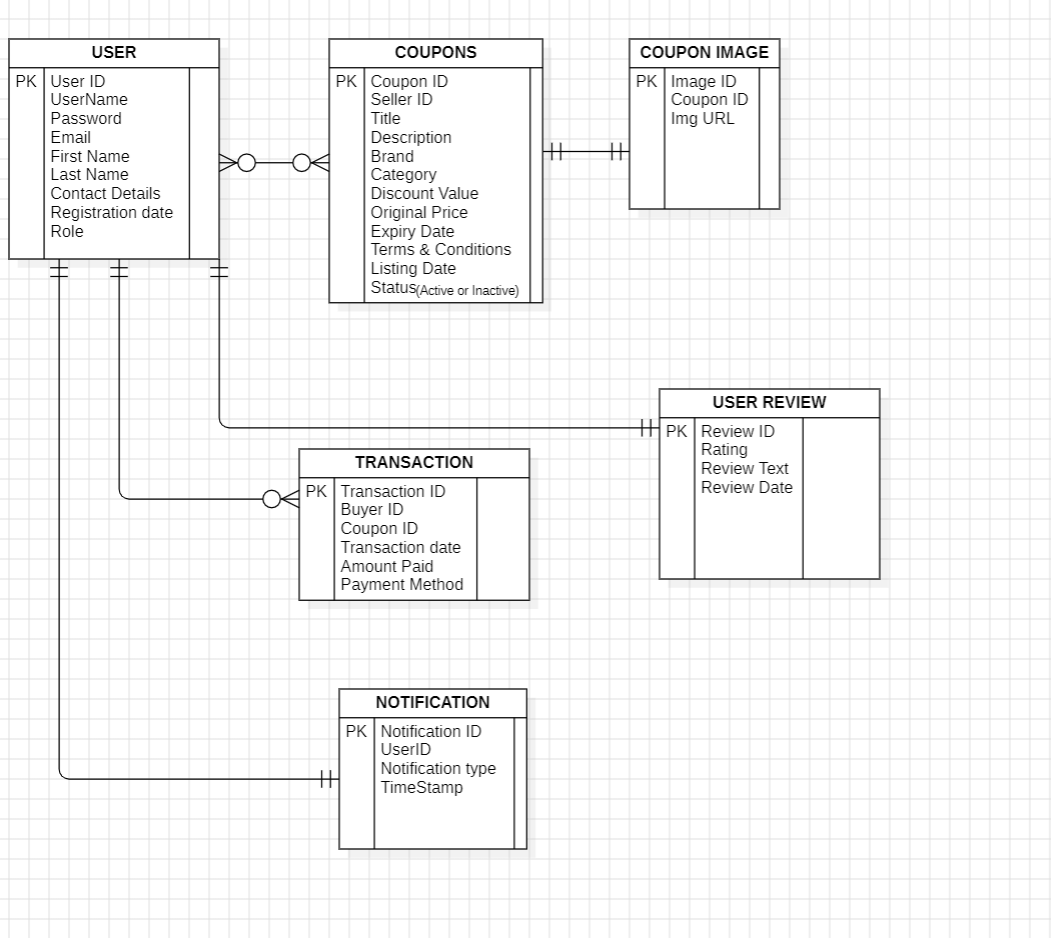 USER
PK User ID
UserName
Password
Email
First Name
Last Name
Contact Details
Registration date
Role
COUPONS
PK Coupon ID
Seller ID
Title
Description
Brand
Category
Discount Value
Original Price
Expiry Date
Terms & Conditions
Listing Date
Status(Active or Inactive)
COUPON IMAGE
PK Image ID
Coupon ID
Img URL
USER REVIEW
PK Review ID
Rating
Review Text
Review Date
TRANSACTION
PK Transaction ID
Buyer ID
Coupon ID
Transaction date
Amount Paid
Payment Method
NOTIFICATION
PK Notification ID
UserID
Notification type
TimeStamp